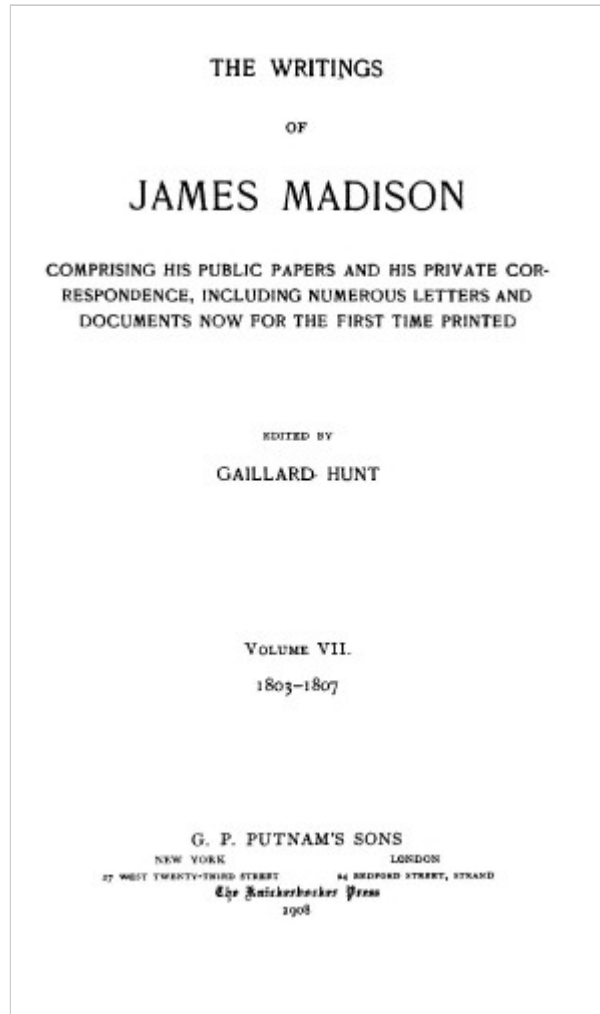 THE WRITINGS
OF
JAMES MADISON
COMPRISING HIS PUBLIC PAPERS AND HIS PRIVATE COR-
RESPONDENCE, INCLUDING NUMEROUS LETTERS AND
DOCUMENTS NOW FOR THE FIRST TIME PRINTED
EDITED BY
GAILLARD HUNT
VOLUME VII.
1803–1807
G. P. PUTNAM'S SONS
NEW YORK LONDON
27 WEST TWENTY-THIRD STREET 24 BEDFORD STREET, STRAND
The Knickerbocker Press
1908